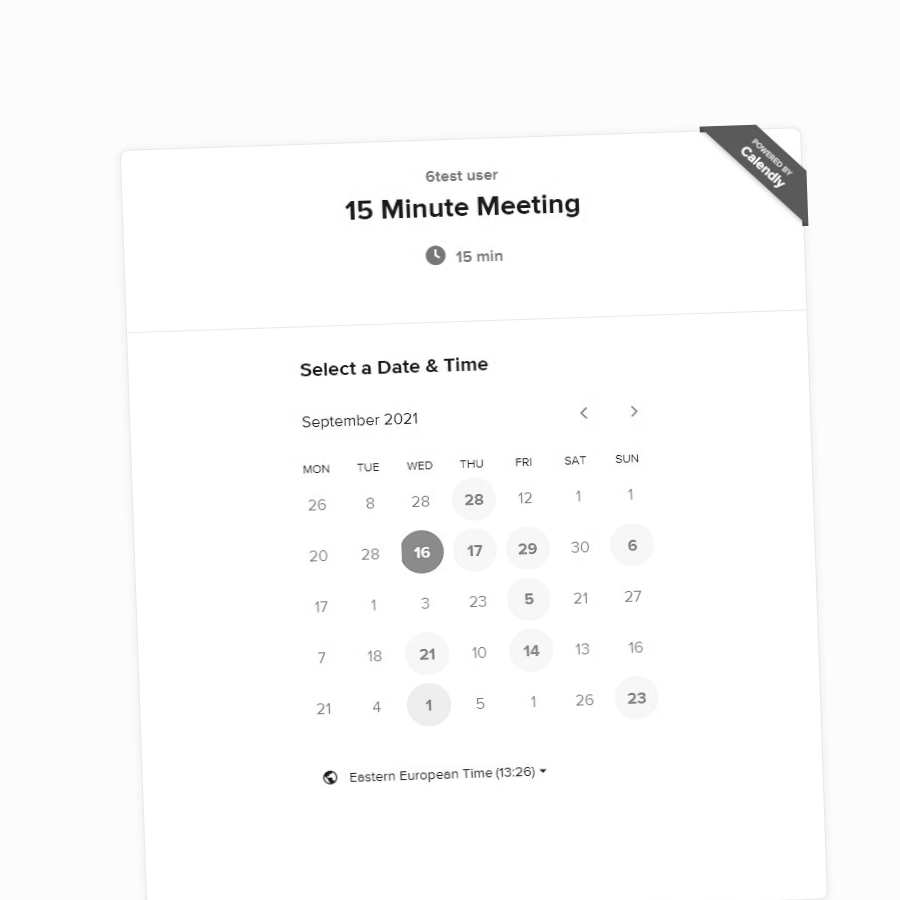 POWERED BY
Calendly
6test user
15 Minute Meeting
15 min
Select a Date & Time
September 2021
MON TUE WED THU FRI SAT SUN
26 8 28 28 12 1 1
20 28 16 17 29 30 6
17 1 3 23 5 21 27
7 18 21 10 14 13 16
21 4 1 5 1 26 23
Eastern European Time (13:26)